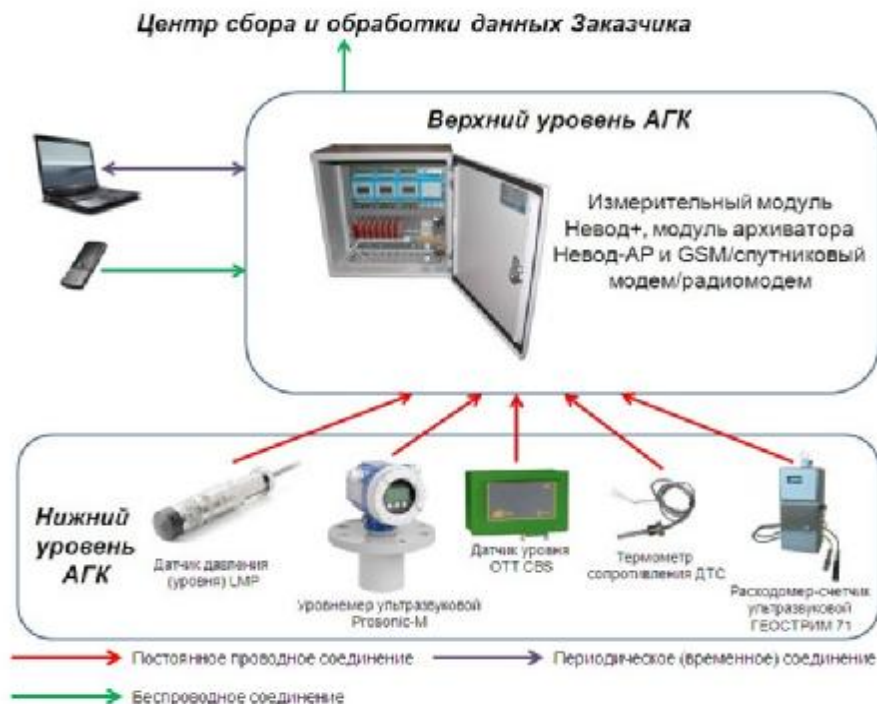 Центр сбора и обработки данных Заказчика
Верхний уровень АГК
Измерительный модуль
Невод+, модуль архиватора
Невод-АР и GSM/спутниковый
модем/радиомодем
Нижний
уровень
АГК
Датчик давления
(уровня) LMP
Уровнемер ультразвуковой
Prosonic-M
Датчик уровня
OTT CBS
Термометр
сопротивления ДТС
Расходомер-счетчик
ультразвуковой
ГЕОСТРИМ 71
Постоянное проводное соединение
Периодическое (временное) соединение
Беспроводное соединение